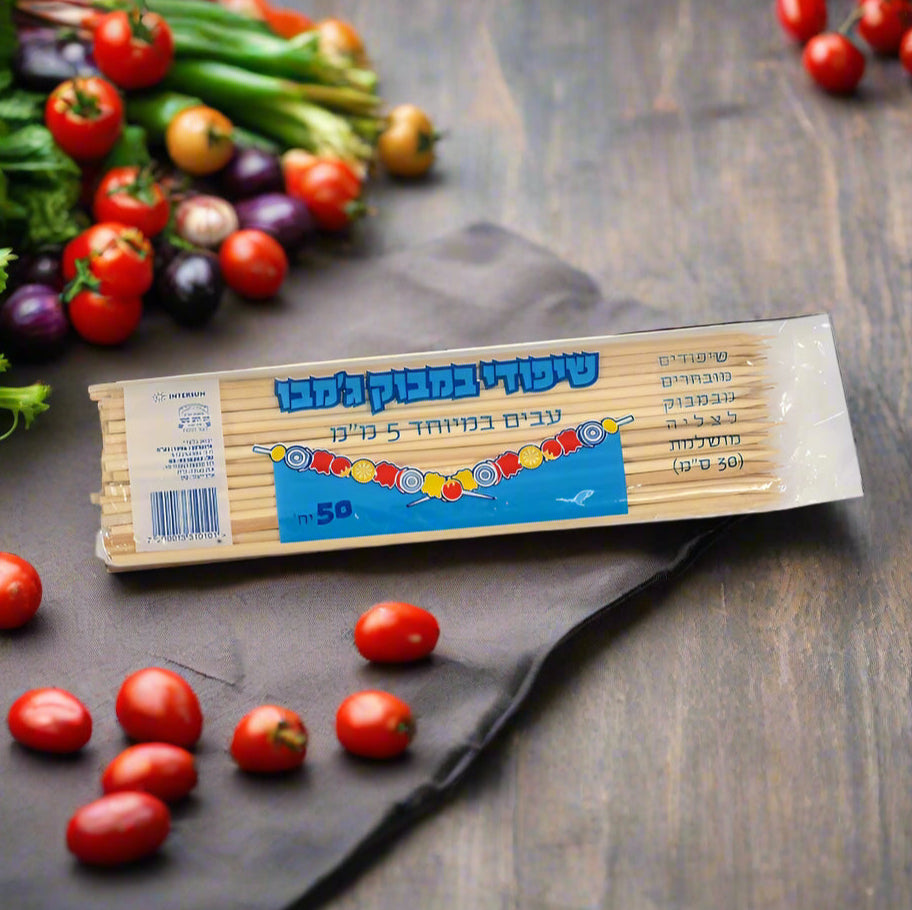 שיפודי במבוק ג'מבו
עבים במיוחד 5 מ"מ
50 יח'
שיפודים
מובחרים
מבמבוק
לצליה
מושלמת
(30 ס"מ)
INTERIUM